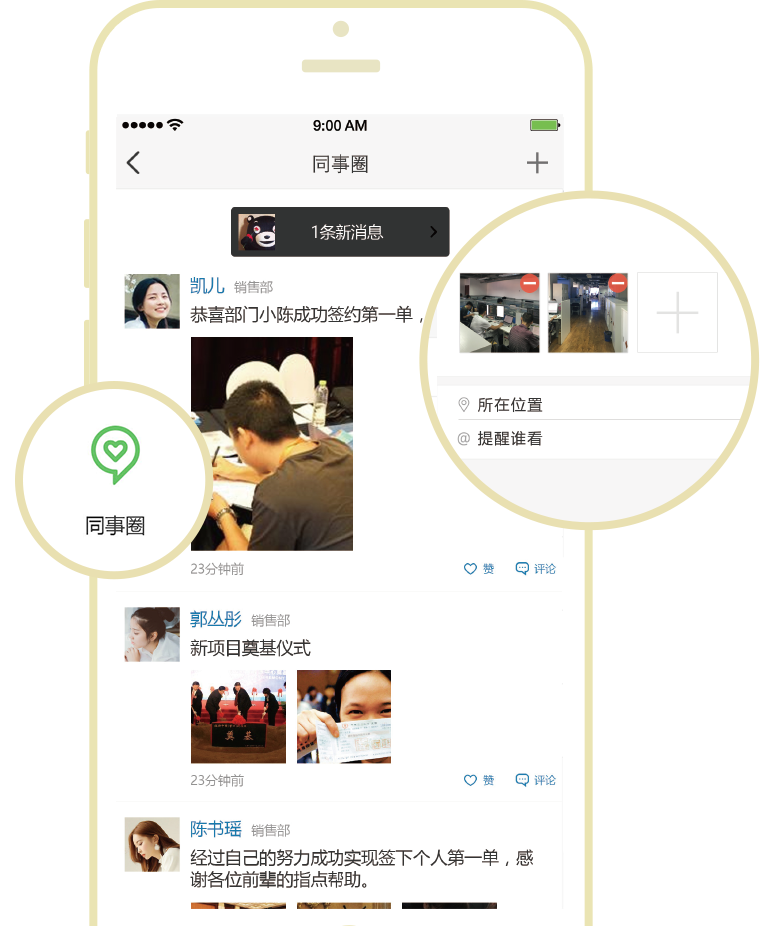 9:00 AM
同事圈
1条新消息
凯儿 销售部
恭喜部门小陈成功签约第一单，
所在位置
@ 提醒谁看
同事圈
23分钟前 赞 评论
郭丛彤 销售部
新项目奠基仪式
奠基
23分钟前 赞 评论
陈书瑶 销售部
经过自己的努力成功实现签下个人第一单，感
谢各位前辈的指点帮助。